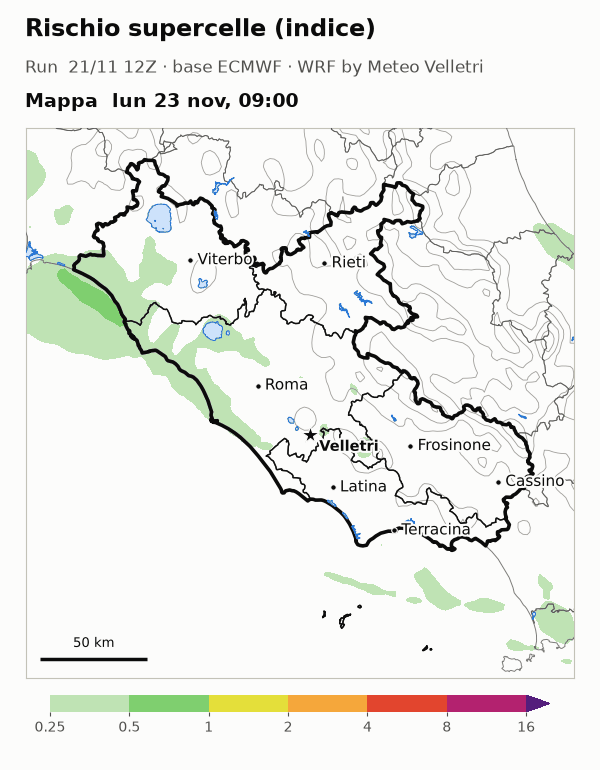 Rischio supercelle (indice)
Run 21/11 12Z · base ECMWF · WRF by Meteo Velletri
Mappa lun 23 nov, 09:00
Viterbo
Rieti
Roma
Velletri
Frosinone
Latina
Cassino
Terracina
50 km
0.25 0.5 1 2 4 8 16